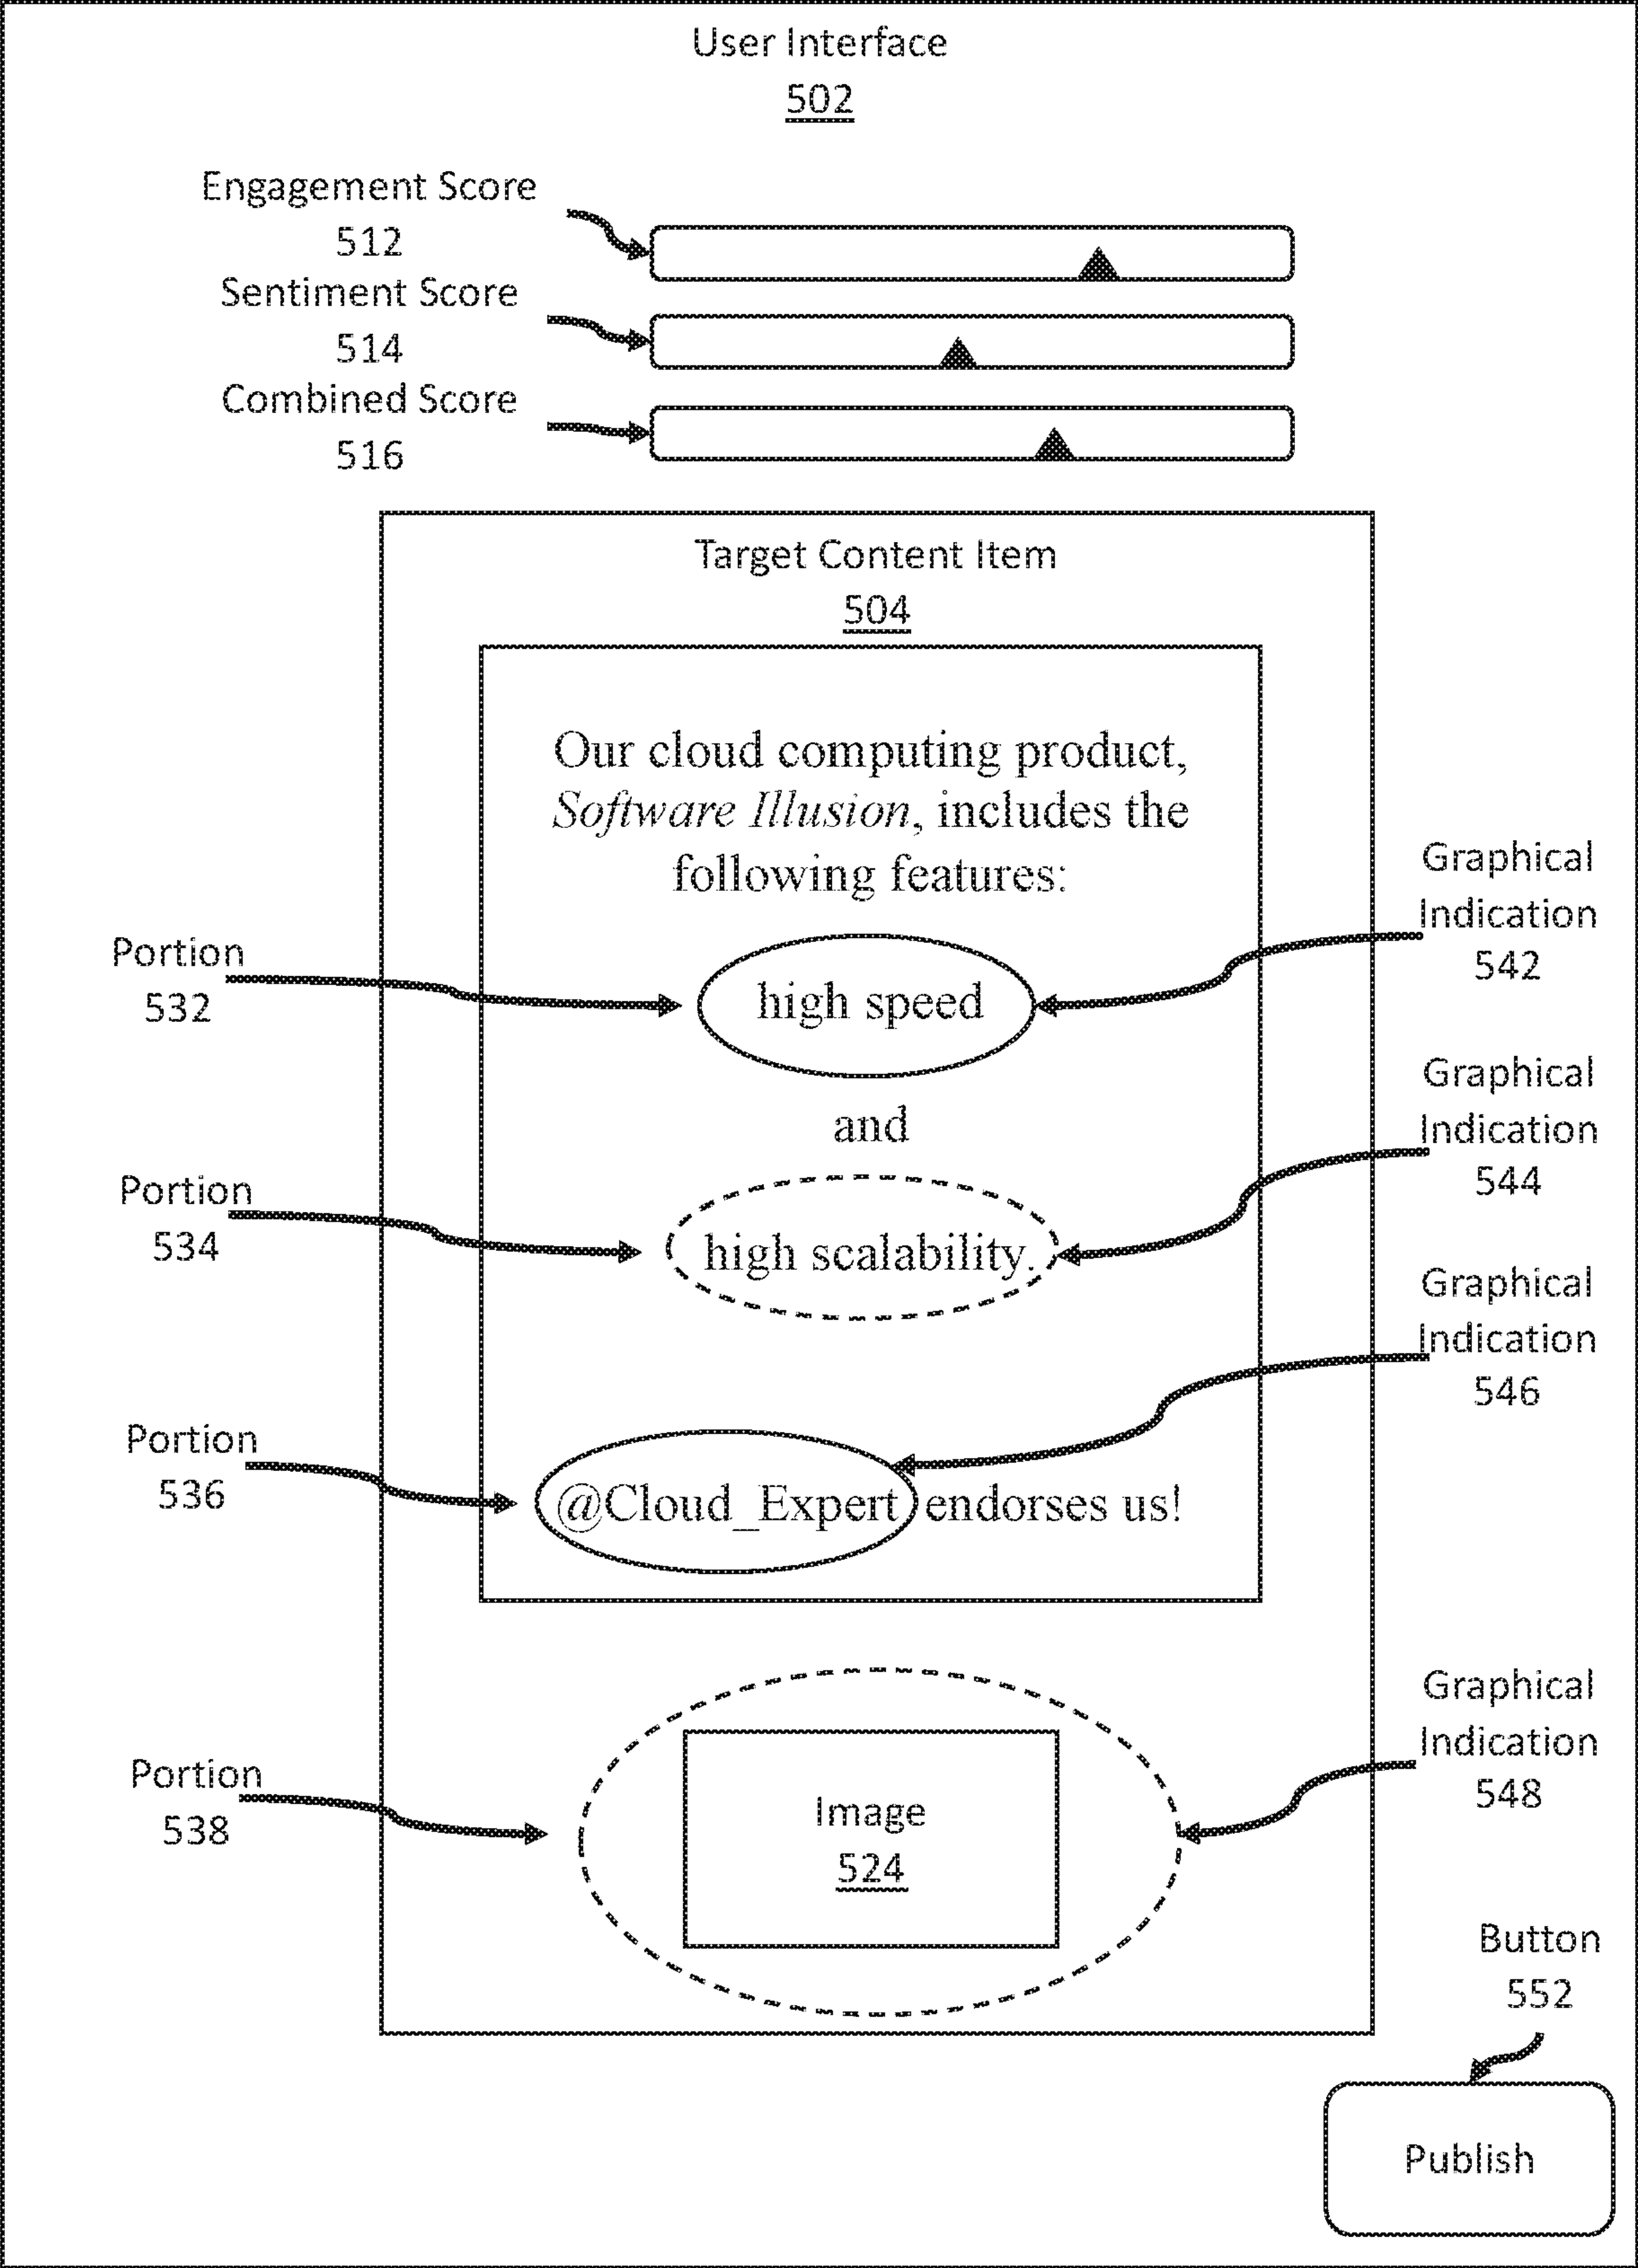 User Interface
502
Engagement Score
512
Sentiment Score
514
Combined Score
516
Target Content Item
504
Our cloud computing product,
Software Illusion, includes the
following features:
Graphical
Indication
542
Portion
532
high speed
and
Graphical
Indication
544
Portion
534
high scalability.
Graphical
Indication
546
Portion
536
@Cloud_Expert endorses us!
Graphical
Indication
548
Portion
538
Image
524
Button
552
Publish